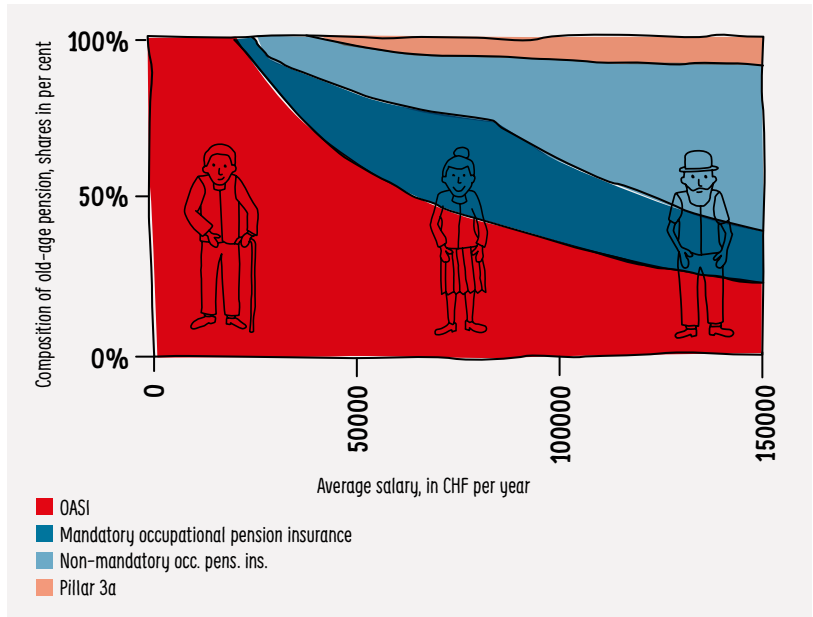 Composition of old-age pension, shares in per cent
100%
50%
0%
0
50000
100000
150000
Average salary, in CHF per year
OASI
Mandatory occupational pension insurance
Non-mandatory occ. pens. ins.
Pillar 3a